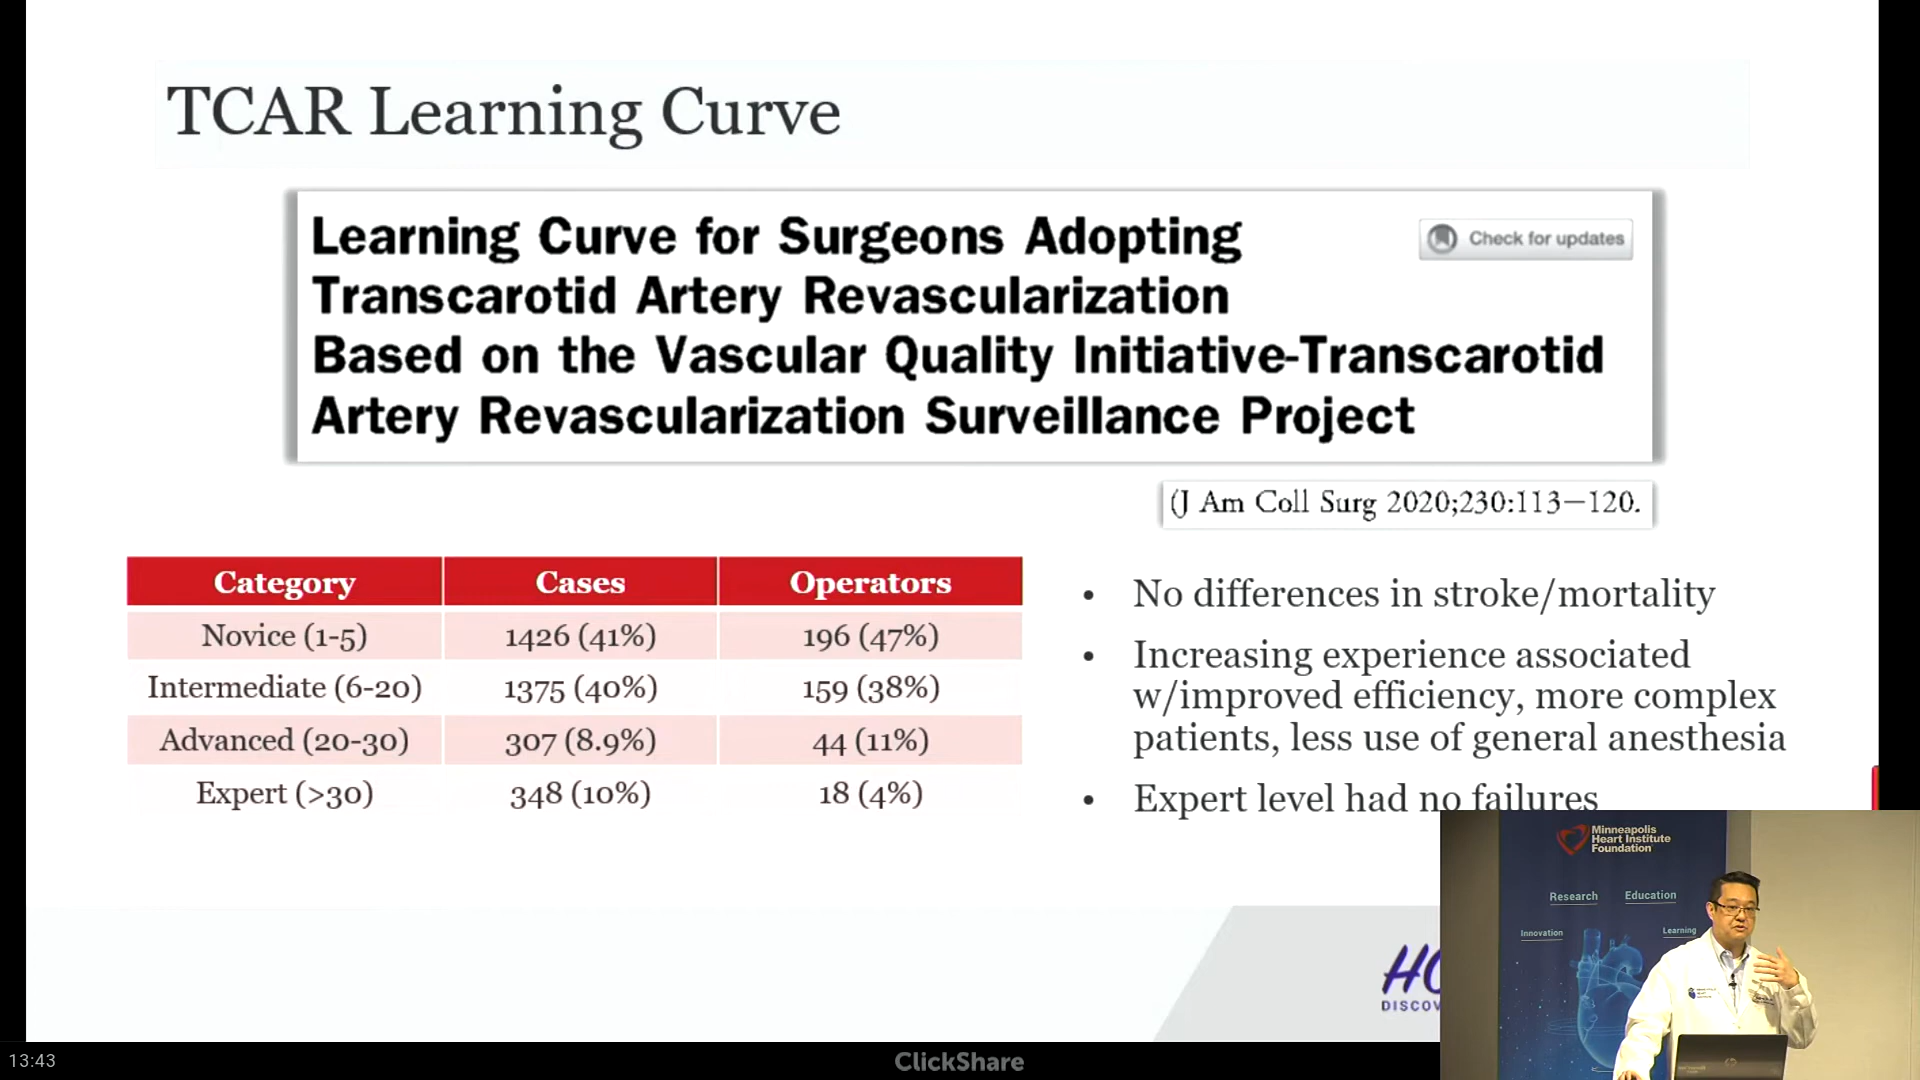 TCAR Learning Curve
Learning Curve for Surgeons Adopting
Transcarotid Artery Revascularization
Based on the Vascular Quality Initiative-Transcarotid
Artery Revascularization Surveillance Project
Check for updates
(J Am Coll Surg 2020;230:113–120.
Category Cases Operators
Novice (1-5) 1426 (41%) 196 (47%)
Intermediate (6-20) 1375 (40%) 159 (38%)
Advanced (20-30) 307 (8.9%) 44 (11%)
Expert (>30) 348 (10%) 18 (4%)
• No differences in stroke/mortality
• Increasing experience associated
w/improved efficiency, more complex
patients, less use of general anesthesia
• Expert level had no failures
Minneapolis
Heart Institute
Foundation
Research Education
Innovation Learning
DISCOV
13:43
ClickShare